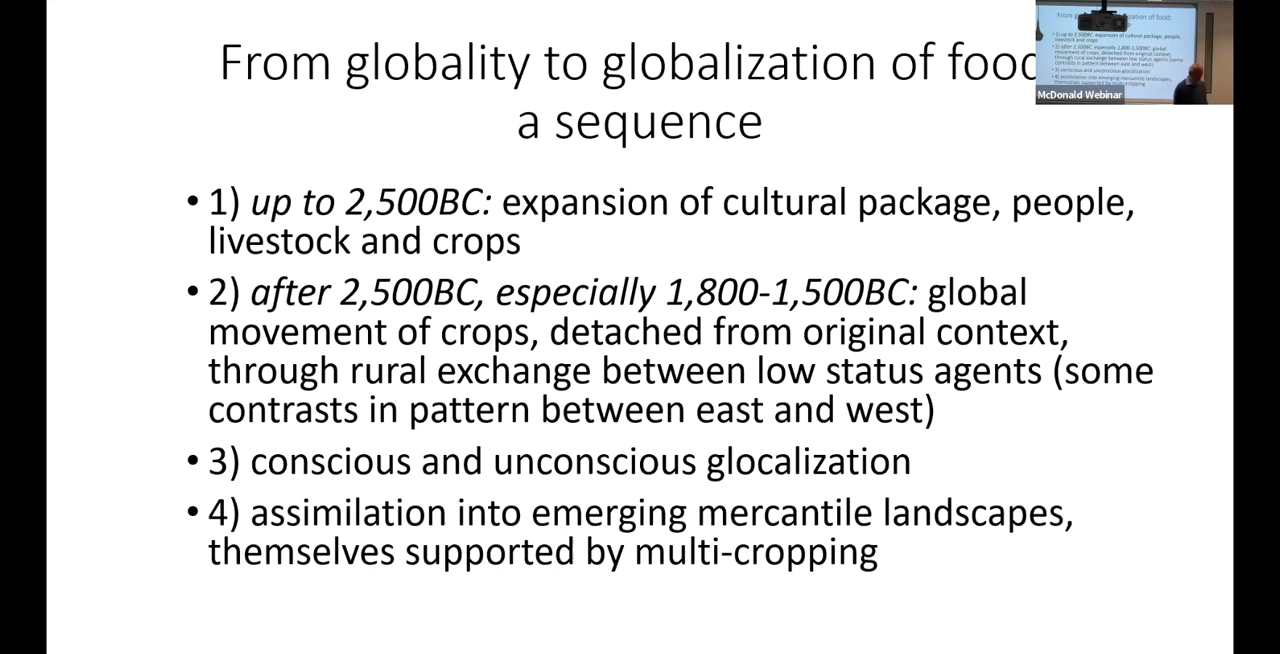 From globality to globalization of food
a sequence
• 1) up to 2,500BC: expansion of cultural package, people,
livestock and crops
• 2) after 2,500BC, especially 1,800-1,500BC: global
movement of crops, detached from original context,
through rural exchange between low status agents (some
contrasts in pattern between east and west)
• 3) conscious and unconscious glocalization
• 4) assimilation into emerging mercantile landscapes,
themselves supported by multi-cropping
McDonald Webinar